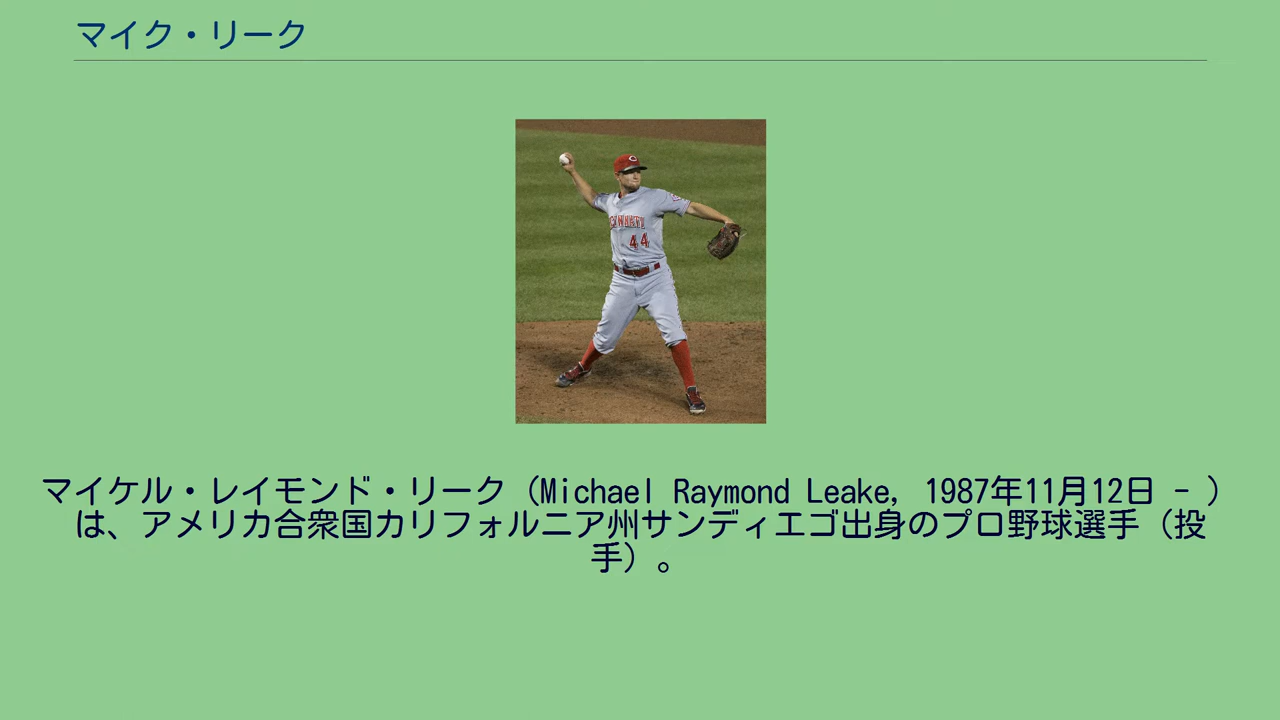 マイク・リーク
CINCINNATI
44
マイケル・レイモンド・リーク（Michael Raymond Leake, 1987年11月12日 - ）
は、アメリカ合衆国カリフォルニア州サンディエゴ出身のプロ野球選手（投
手）。